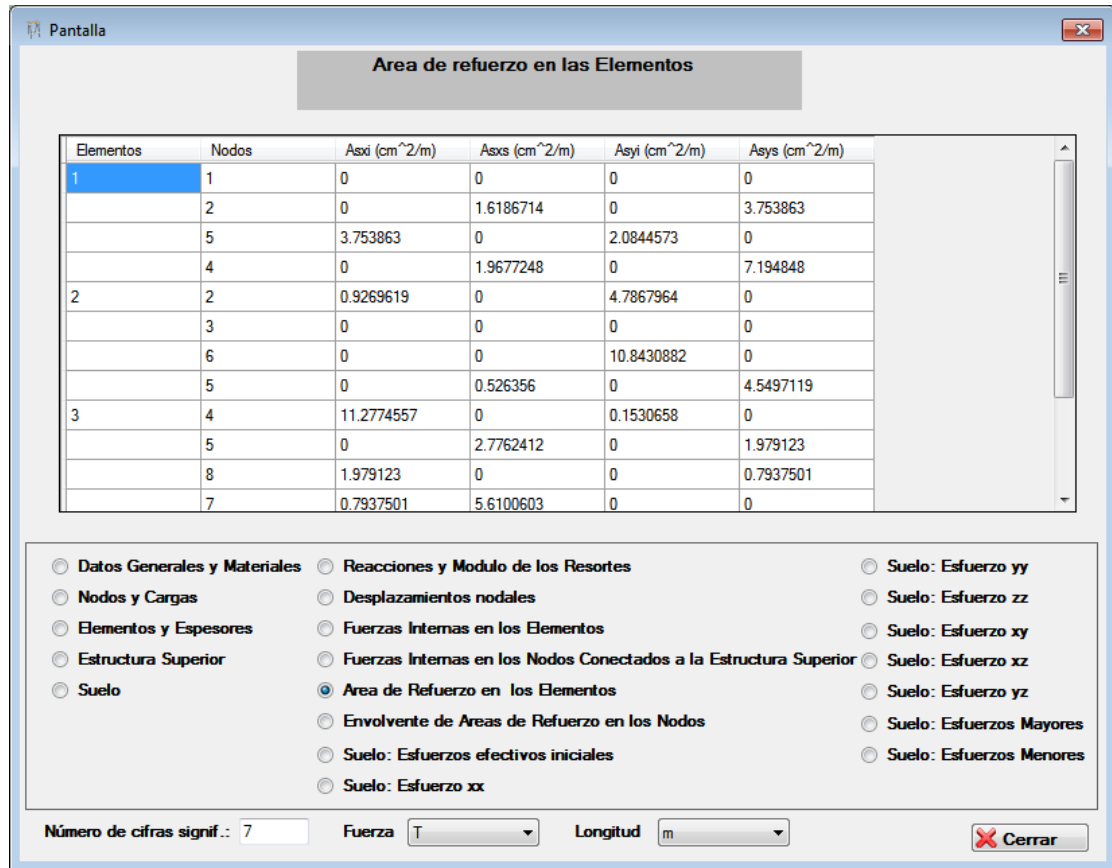 Pantalla
Area de refuerzo en las Elementos
Elementos Nodos Asxi (cm^2/m) Asxs (cm^2/m) Asyi (cm^2/m) Asys (cm^2/m)
1 1 0 0 0 0
2 0 1.6186714 0 3.753863
5 3.753863 0 2.0844573 0
4 0 1.9677248 0 7.194848
2 2 0.9269619 0 4.7867964 0
3 0 0 0 0
6 0 0 10.8430882 0
5 0 0.526356 0 4.5497119
3 4 11.2774557 0 0.1530658 0
5 0 2.7762412 0 1.979123
8 1.979123 0 0 0.7937501
7 0.7937501 5.6100603 0 0
Datos Generales y Materiales Reacciones y Modulo de los Resortes Suelo: Esfuerzo yy
Nodos y Cargas Desplazamientos nodales Suelo: Esfuerzo zz
Elementos y Espesores Fuerzas Internas en los Elementos Suelo: Esfuerzo xy
Estructura Superior Fuerzas Internas en los Nodos Conectados a la Estructura Superior Suelo: Esfuerzo xz
Suelo Area de Refuerzo en los Elementos Suelo: Esfuerzo yz
Envolvente de Areas de Refuerzo en los Nodos Suelo: Esfuerzos Mayores
Suelo: Esfuerzos efectivos iniciales Suelo: Esfuerzos Menores
Suelo: Esfuerzo xx
Número de cifras signif.: 7 Fuerza T Longitud m Cerrar